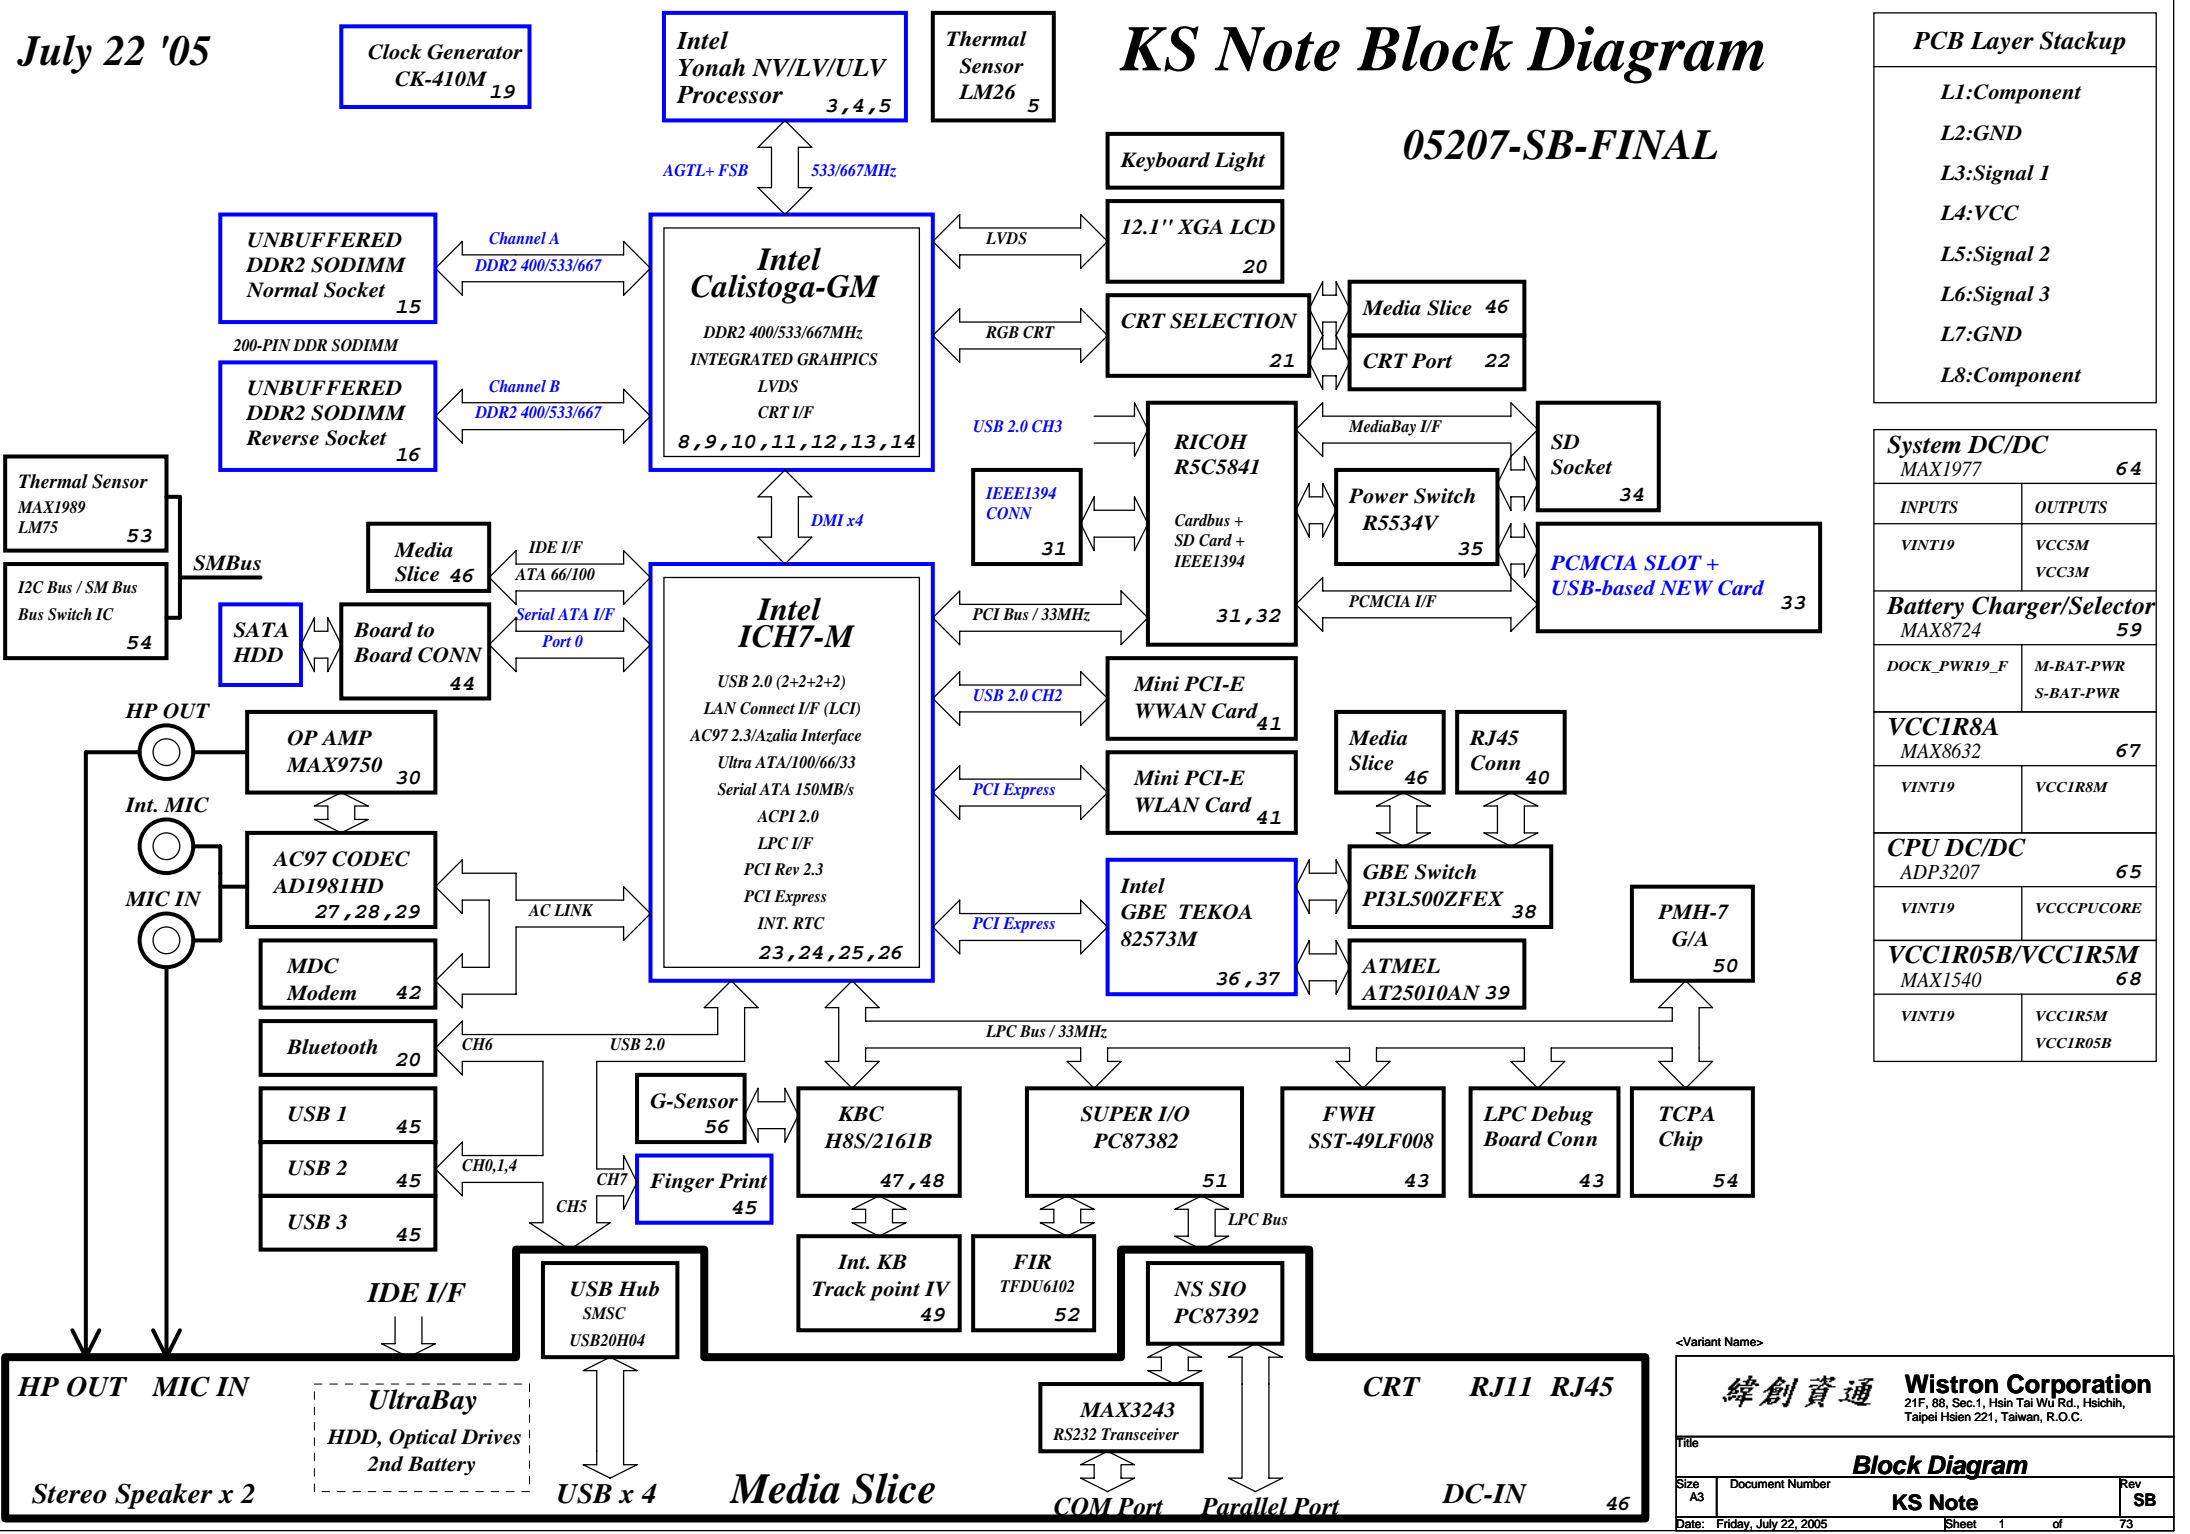 July 22 '05
KS Note Block Diagram
05207-SB-FINAL
Clock Generator
CK-410M
19
Intel
Yonah NV/LV/ULV
Processor
3,4,5
Thermal
Sensor
LM26
5
AGTL+ FSB
533/667MHz
Keyboard Light
UNBUFFERED
DDR2 SODIMM
Normal Socket
15
Channel A
DDR2 400/533/667
200-PIN DDR SODIMM
UNBUFFERED
DDR2 SODIMM
Reverse Socket
16
Channel B
DDR2 400/533/667
Intel
Calistoga-GM
DDR2 400/533/667MHz
INTEGRATED GRAHPICS
LVDS
CRT I/F
8,9,10,11,12,13,14
LVDS
12.1'' XGA LCD
20
RGB CRT
CRT SELECTION
21
Media Slice 46
CRT Port 22
USB 2.0 CH3
IEEE1394
CONN
31
RICOH
R5C5841
Cardbus +
SD Card +
IEEE1394
31,32
MediaBay I/F
SD
Socket
34
Power Switch
R5534V
35
PCMCIA SLOT +
USB-based NEW Card
33
PCMCIA I/F
PCI Bus / 33MHz
Thermal Sensor
MAX1989
LM75
53
SMBus
I2C Bus / SM Bus
Bus Switch IC
54
DMI x4
Media
Slice 46
IDE I/F
ATA 66/100
SATA
HDD
Board to
Board CONN
44
Serial ATA I/F
Port 0
Intel
ICH7-M
USB 2.0 (2+2+2+2)
LAN Connect I/F (LCI)
AC97 2.3/Azalia Interface
Ultra ATA/100/66/33
Serial ATA 150MB/s
ACPI 2.0
LPC I/F
PCI Rev 2.3
PCI Express
INT. RTC
23,24,25,26
USB 2.0 CH2
Mini PCI-E
WWAN Card
41
PCI Express
Mini PCI-E
WLAN Card
41
PCI Express
Intel
GBE TEKOA
82573M
36,37
Media
Slice
46
RJ45
Conn
40
GBE Switch
PI3L500ZFEX
38
ATMEL
AT25010AN 39
PMH-7
G/A
50
HP OUT
OP AMP
MAX9750
30
Int. MIC
AC97 CODEC
AD1981HD
27,28,29
MIC IN
AC LINK
MDC
Modem
42
Bluetooth
20
CH6
USB 2.0
USB 1
45
USB 2
45
USB 3
45
CH0,1,4
CH5
CH7
G-Sensor
56
Finger Print
45
LPC Bus / 33MHz
KBC
H8S/2161B
47,48
SUPER I/O
PC87382
51
FWH
SST-49LF008
43
LPC Debug
Board Conn
43
TCPA
Chip
54
Int. KB
Track point IV
49
FIR
TFDU6102
52
LPC Bus
NS SIO
PC87392
IDE I/F
USB Hub
SMSC
USB20H04
HP OUT
MIC IN
UltraBay
HDD, Optical Drives
2nd Battery
Stereo Speaker x 2
USB x 4
Media Slice
MAX3243
RS232 Transceiver
COM Port
Parallel Port
CRT
RJ11
RJ45
DC-IN
46
PCB Layer Stackup
L1:Component
L2:GND
L3:Signal 1
L4:VCC
L5:Signal 2
L6:Signal 3
L7:GND
L8:Component
System DC/DC
MAX1977 64
INPUTS OUTPUTS
VINT19 VCC5M
VCC3M
Battery Charger/Selector
MAX8724 59
DOCK_PWR19_F M-BAT-PWR
S-BAT-PWR
VCC1R8A
MAX8632 67
VINT19 VCC1R8M
CPU DC/DC
ADP3207 65
VINT19 VCCCPUCORE
VCC1R05B/VCC1R5M
MAX1540 68
VINT19 VCC1R5M
VCC1R05B
<Variant Name>
緯創資通
Wistron Corporation
21F, 88, Sec.1, Hsin Tai Wu Rd., Hsichih,
Taipei Hsien 221, Taiwan, R.O.C.
Title
Block Diagram
Size
A3
Document Number
KS Note
Rev
SB
Date: Friday, July 22, 2005
Sheet 1 of 73